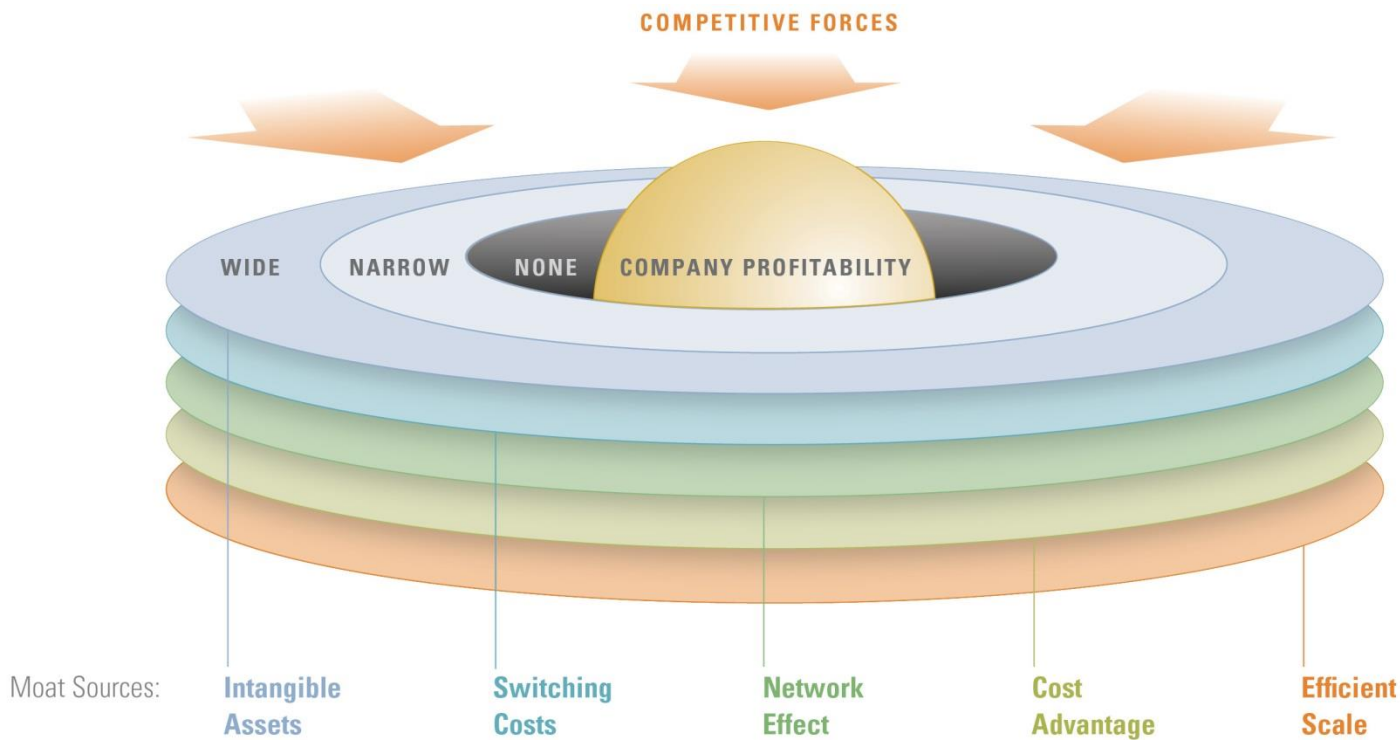 COMPETITIVE FORCES
WIDE
NARROW
NONE
COMPANY PROFITABILITY
Moat Sources:
Intangible
Assets
Switching
Costs
Network
Effect
Cost
Advantage
Efficient
Scale